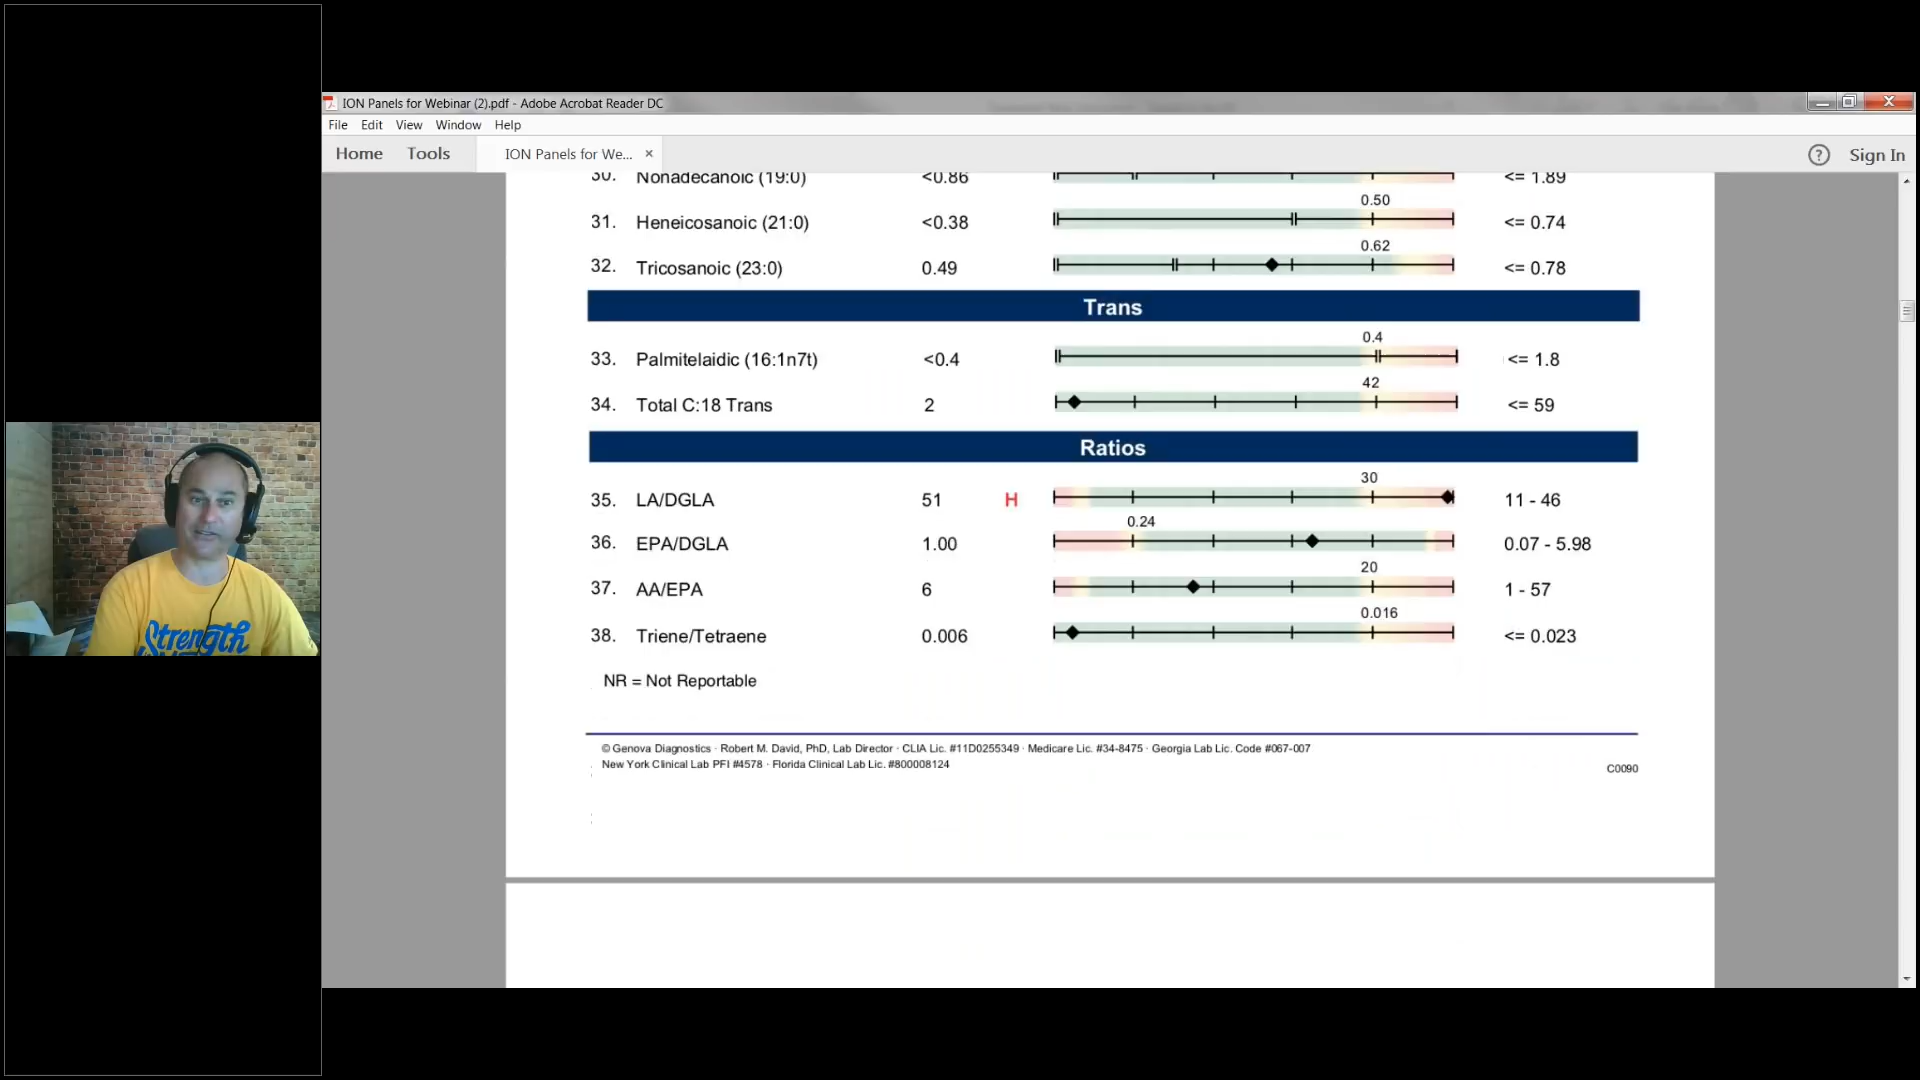 ION Panels for Webinar (2).pdf - Adobe Acrobat Reader DC
File Edit View Window Help
Home Tools ION Panels for We... × ? Sign In
30. Nonadecanoic (19:0) <0.86 <= 1.89
0.50
31. Heneicosanoic (21:0) <0.38 <= 0.74
0.62
32. Tricosanoic (23:0) 0.49 <= 0.78
Trans
0.4
33. Palmitelaidic (16:1n7t) <0.4 <= 1.8
42
34. Total C:18 Trans 2 <= 59
Ratios
30
35. LA/DGLA 51 H 11 - 46
0.24
36. EPA/DGLA 1.00 0.07 - 5.98
20
37. AA/EPA 6 1 - 57
0.016
38. Triene/Tetraene 0.006 <= 0.023
NR = Not Reportable
© Genova Diagnostics · Robert M. David, PhD, Lab Director · CLIA Lic. #11D0255349 · Medicare Lic. #34-8475 · Georgia Lab Lic. Code #067-007
New York Clinical Lab PFI #4578 · Florida Clinical Lab Lic. #800008124
C0090
Strength